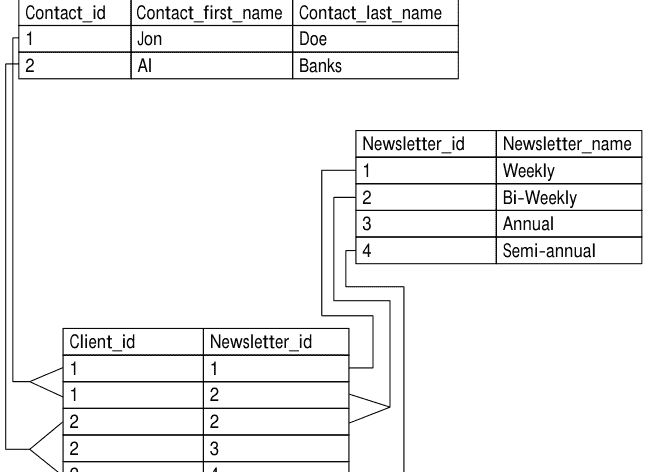 Contact_id Contact_first_name Contact_last_name
1 Jon Doe
2 Al Banks
Newsletter_id Newsletter_name
1 Weekly
2 Bi-Weekly
3 Annual
4 Semi-annual
Client_id Newsletter_id
1 1
1 2
2 2
2 3